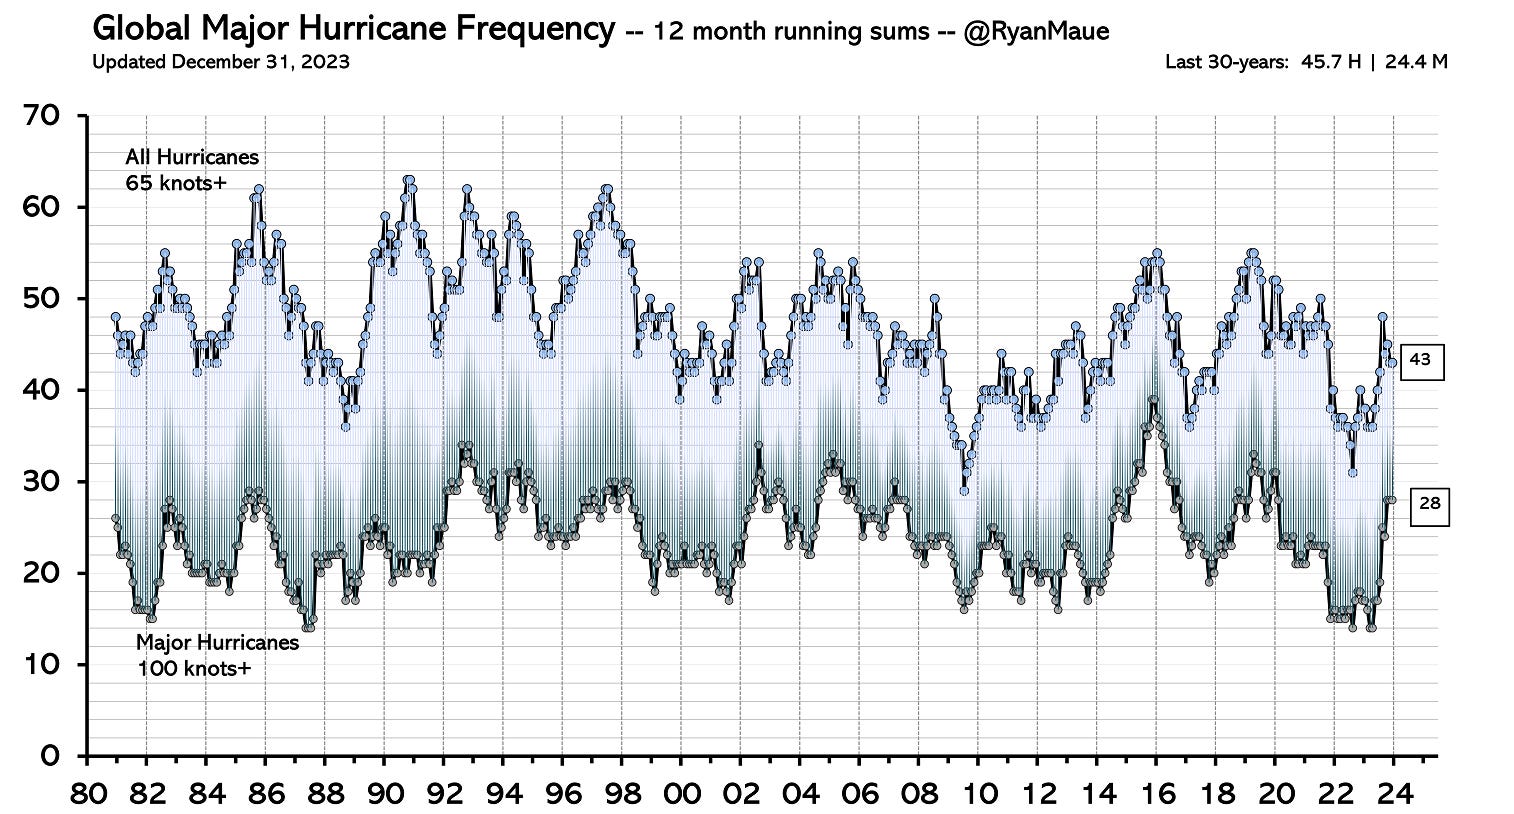 Global Major Hurricane Frequency -- 12 month running sums -- @RyanMaue
Updated December 31, 2023
Last 30-years: 45.7 H | 24.4 M
70
All Hurricanes
65 knots+
60
50
40
43
30
28
20
Major Hurricanes
100 knots+
10
0
80 82 84 86 88 90 92 94 96 98 00 02 04 06 08 10 12 14 16 18 20 22 24